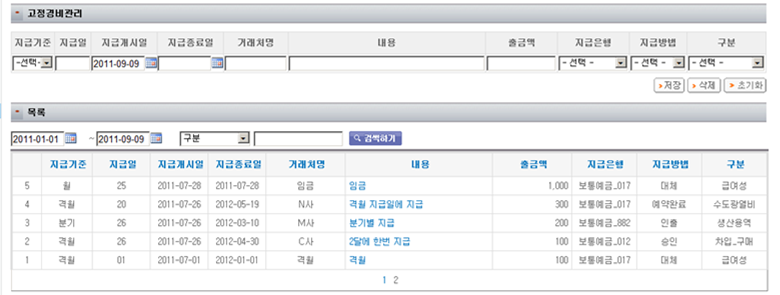 고정경비관리
지급기준 지급일 지급개시일 지급종료일 거래처명 내용 출금액 지급은행 지급방법 구분
-선택- 2011-09-09 - 선택 - - 선택 - - 선택 -
저장 삭제 초기화
목록
2011-01-01 ~ 2011-09-09 구분 검색하기
지급기준 지급일 지급개시일 지급종료일 거래처명 내용 출금액 지급은행 지급방법 구분
5 월 25 2011-07-28 2011-07-28 임금 임금 1,000 보통예금_017 대체 급여성
4 격월 20 2011-07-26 2012-05-19 N사 격월 지급일에 지급 300 보통예금_017 예약완료 수도광열비
3 분기 26 2011-07-26 2012-03-10 M사 분기별 지급 200 보통예금_882 인출 생산용역
2 격월 26 2011-07-26 2012-04-30 C사 2달에 한번 지급 100 보통예금_012 승인 차입_구매
1 격월 01 2011-07-01 2012-01-01 격월 격월 100 보통예금_017 대체 급여성
1 2